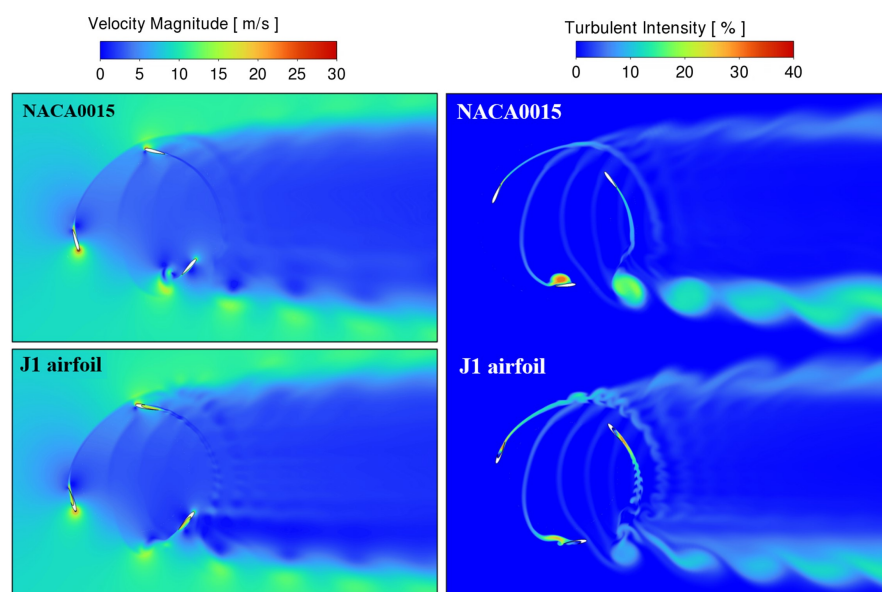 Velocity Magnitude [ m/s ]
0 5 10 15 20 25 30
Turbulent Intensity [ % ]
0 10 20 30 40
NACA0015
NACA0015
J1 airfoil
J1 airfoil